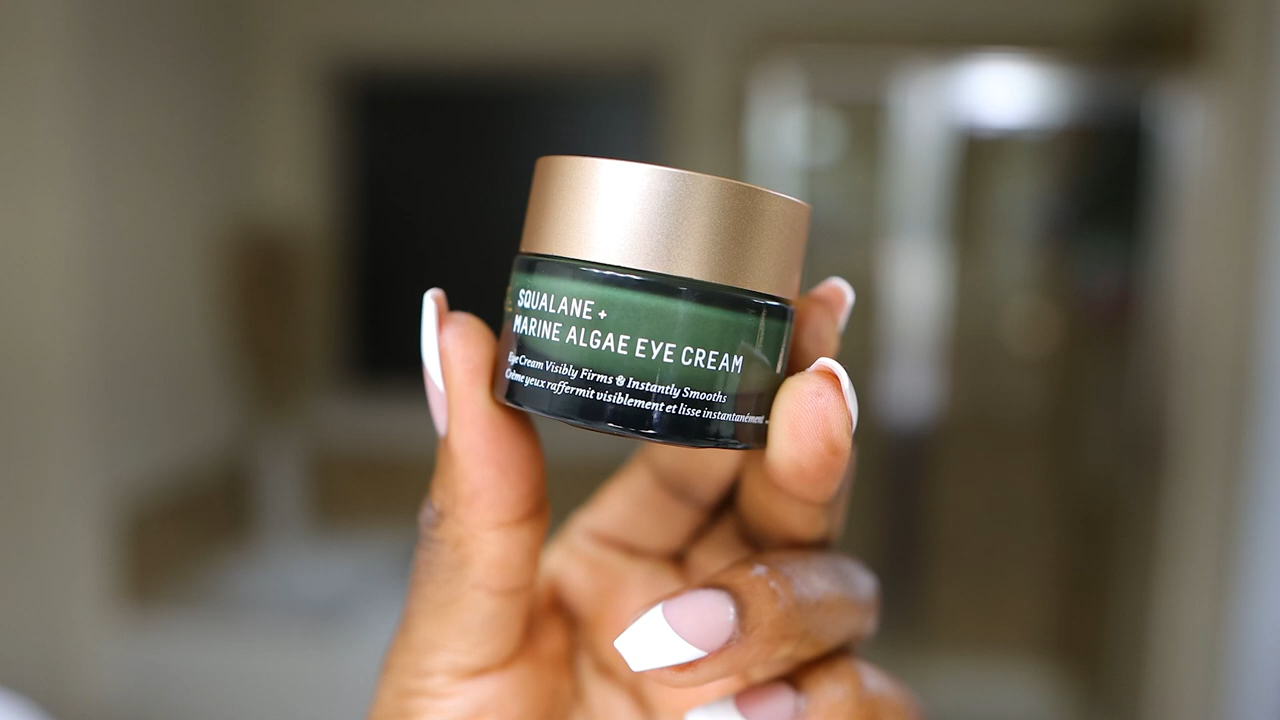 SQUALANE +
MARINE ALGAE EYE CREAM
Eye Cream Visibly Firms & Instantly Smooths
Crème yeux raffermit visiblement et lisse instantanément